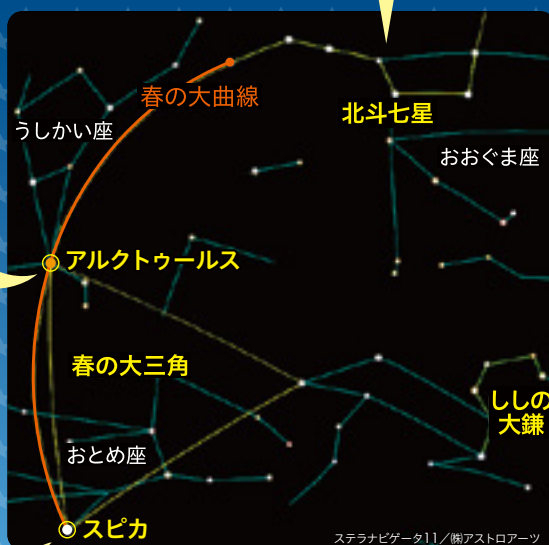 春の大曲線
北斗七星
うしかい座
おおぐま座
アルクトゥールス
春の大三角
ししの
大鎌
おとめ座
スピカ
ステラナビゲータ11／㈱アストロアーツ